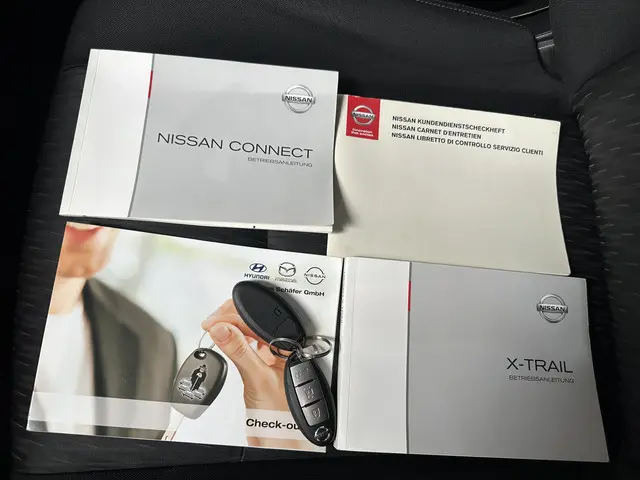 NISSAN
NISSAN CONNECT
BETRIEBSANLEITUNG
NISSAN
NISSAN KUNDENDIENSTSCHECKHEFT
NISSAN CARNET D'ENTRETIEN
NISSAN LIBRETTO DI CONTROLLO SERVIZIO CLIENTI
HYUNDAI
NISSAN
Schäfer GmbH
Check-ou
NISSAN
X-TRAIL
BETRIEBSANLEITUNG